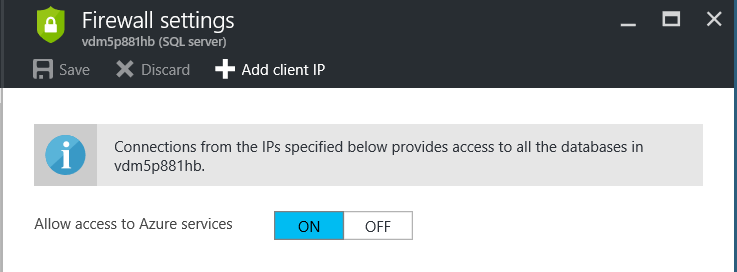 Firewall settings
vdm5p881hb (SQL server)
Save Discard Add client IP
Connections from the IPs specified below provides access to all the databases in
vdm5p881hb.
Allow access to Azure services ON OFF